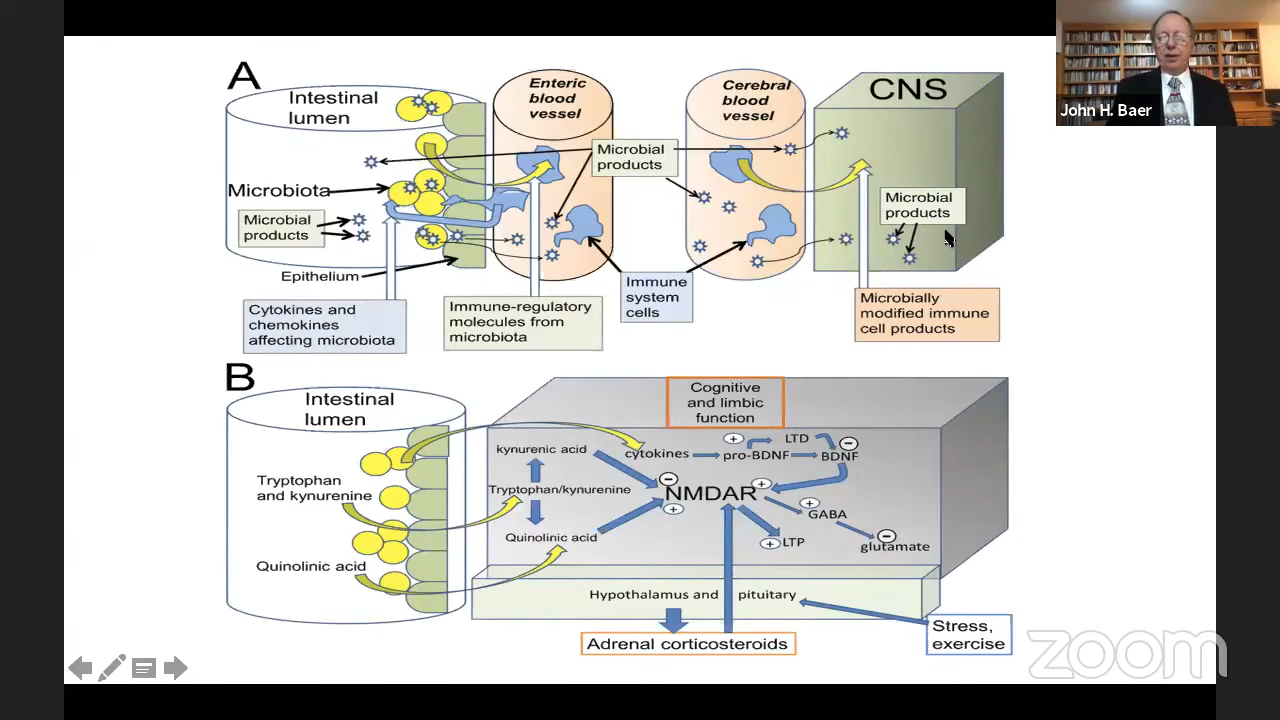 A
Intestinal
lumen
Enteric
blood
vessel
Cerebral
blood
vessel
CNS
John H. Baer
Microbial
products
Microbiota
Microbial
products
Microbial
products
Epithelium
Cytokines and
chemokines
affecting microbiota
Immune-regulatory
molecules from
microbiota
Immune
system
cells
Microbially
modified immune
cell products
B
Intestinal
lumen
Cognitive
and limbic
function
kynurenic acid
cytokines
pro-BDNF
+
LTD
−
BDNF
Tryptophan
and kynurenine
Tryptophan/kynurenine
−
NMDAR
+
+
+
GABA
Quinolinic acid
+
LTP
−
glutamate
Quinolinic acid
Hypothalamus and pituitary
Adrenal corticosteroids
Stress,
exercise
zoom